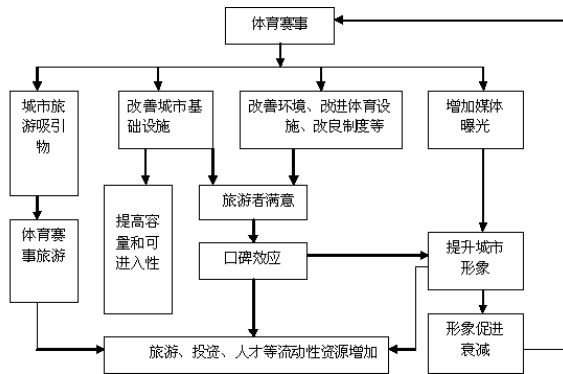 体育赛事
城市旅
游吸引
物
改善城市基
础设施
改善环境、改进体育设
施、改良制度等
增加媒体
曝光
提高容
量和可
进入性
旅游者满意
体育赛
事旅游
口碑效应
提升城市
形象
旅游、投资、人才等流动性资源增加
形象促进
衰减